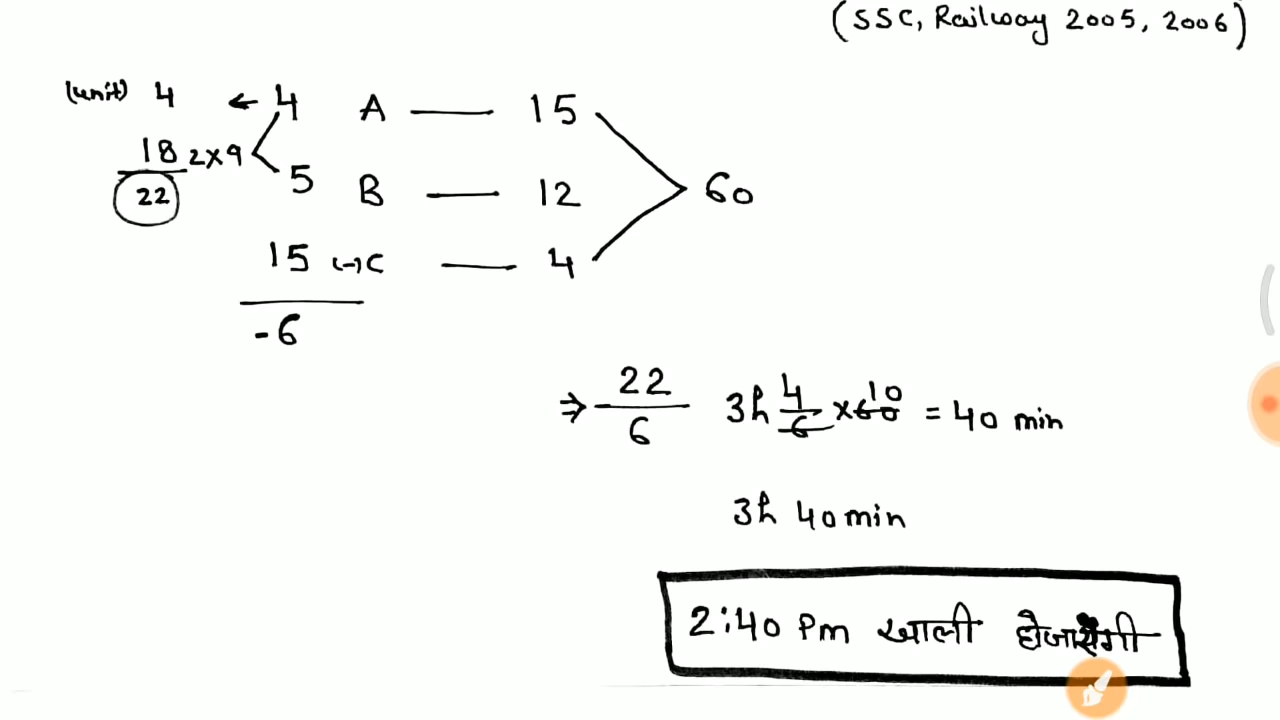 (SSC, Railway 2005, 2006)
(unit) 4 ← 4 A — 15
18 2×9 5 B — 12 60
22
15 (-)C — 4
-6
⇒ 22/6 3h 4/6 ×60 10 = 40 min
3h 40 min
2:40 Pm खाली होजायेगी